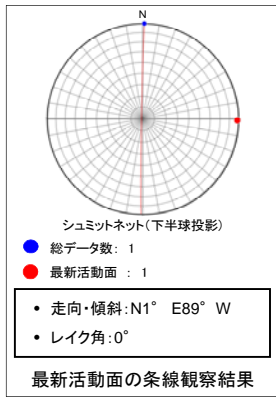 N
シュミットネット(下半球投影)
総データ数: 1
最新活動面 : 1
• 走向・傾斜:N1° E89° W
• レイク角:0°
最新活動面の条線観察結果